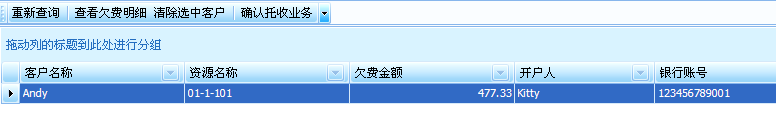 重新查询 查看欠费明细 清除选中客户 确认托收业务
拖动列的标题到此处进行分组
客户名称 资源名称 欠费金额 开户人 银行账号
Andy 01-1-101 477.33 Kitty 123456789001